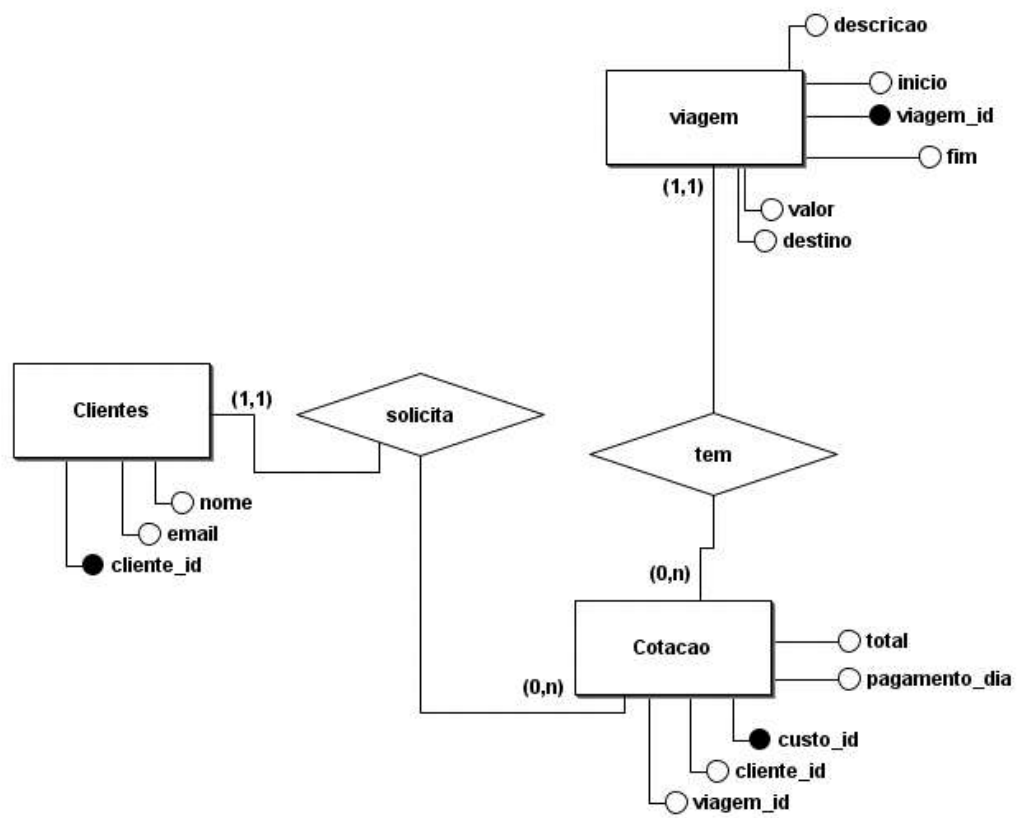 descricao
inicio
viagem
viagem_id
fim
(1,1)
valor
destino
Clientes
(1,1)
solicita
tem
nome
email
cliente_id
(0,n)
Cotacao
total
(0,n)
pagamento_dia
custo_id
cliente_id
viagem_id